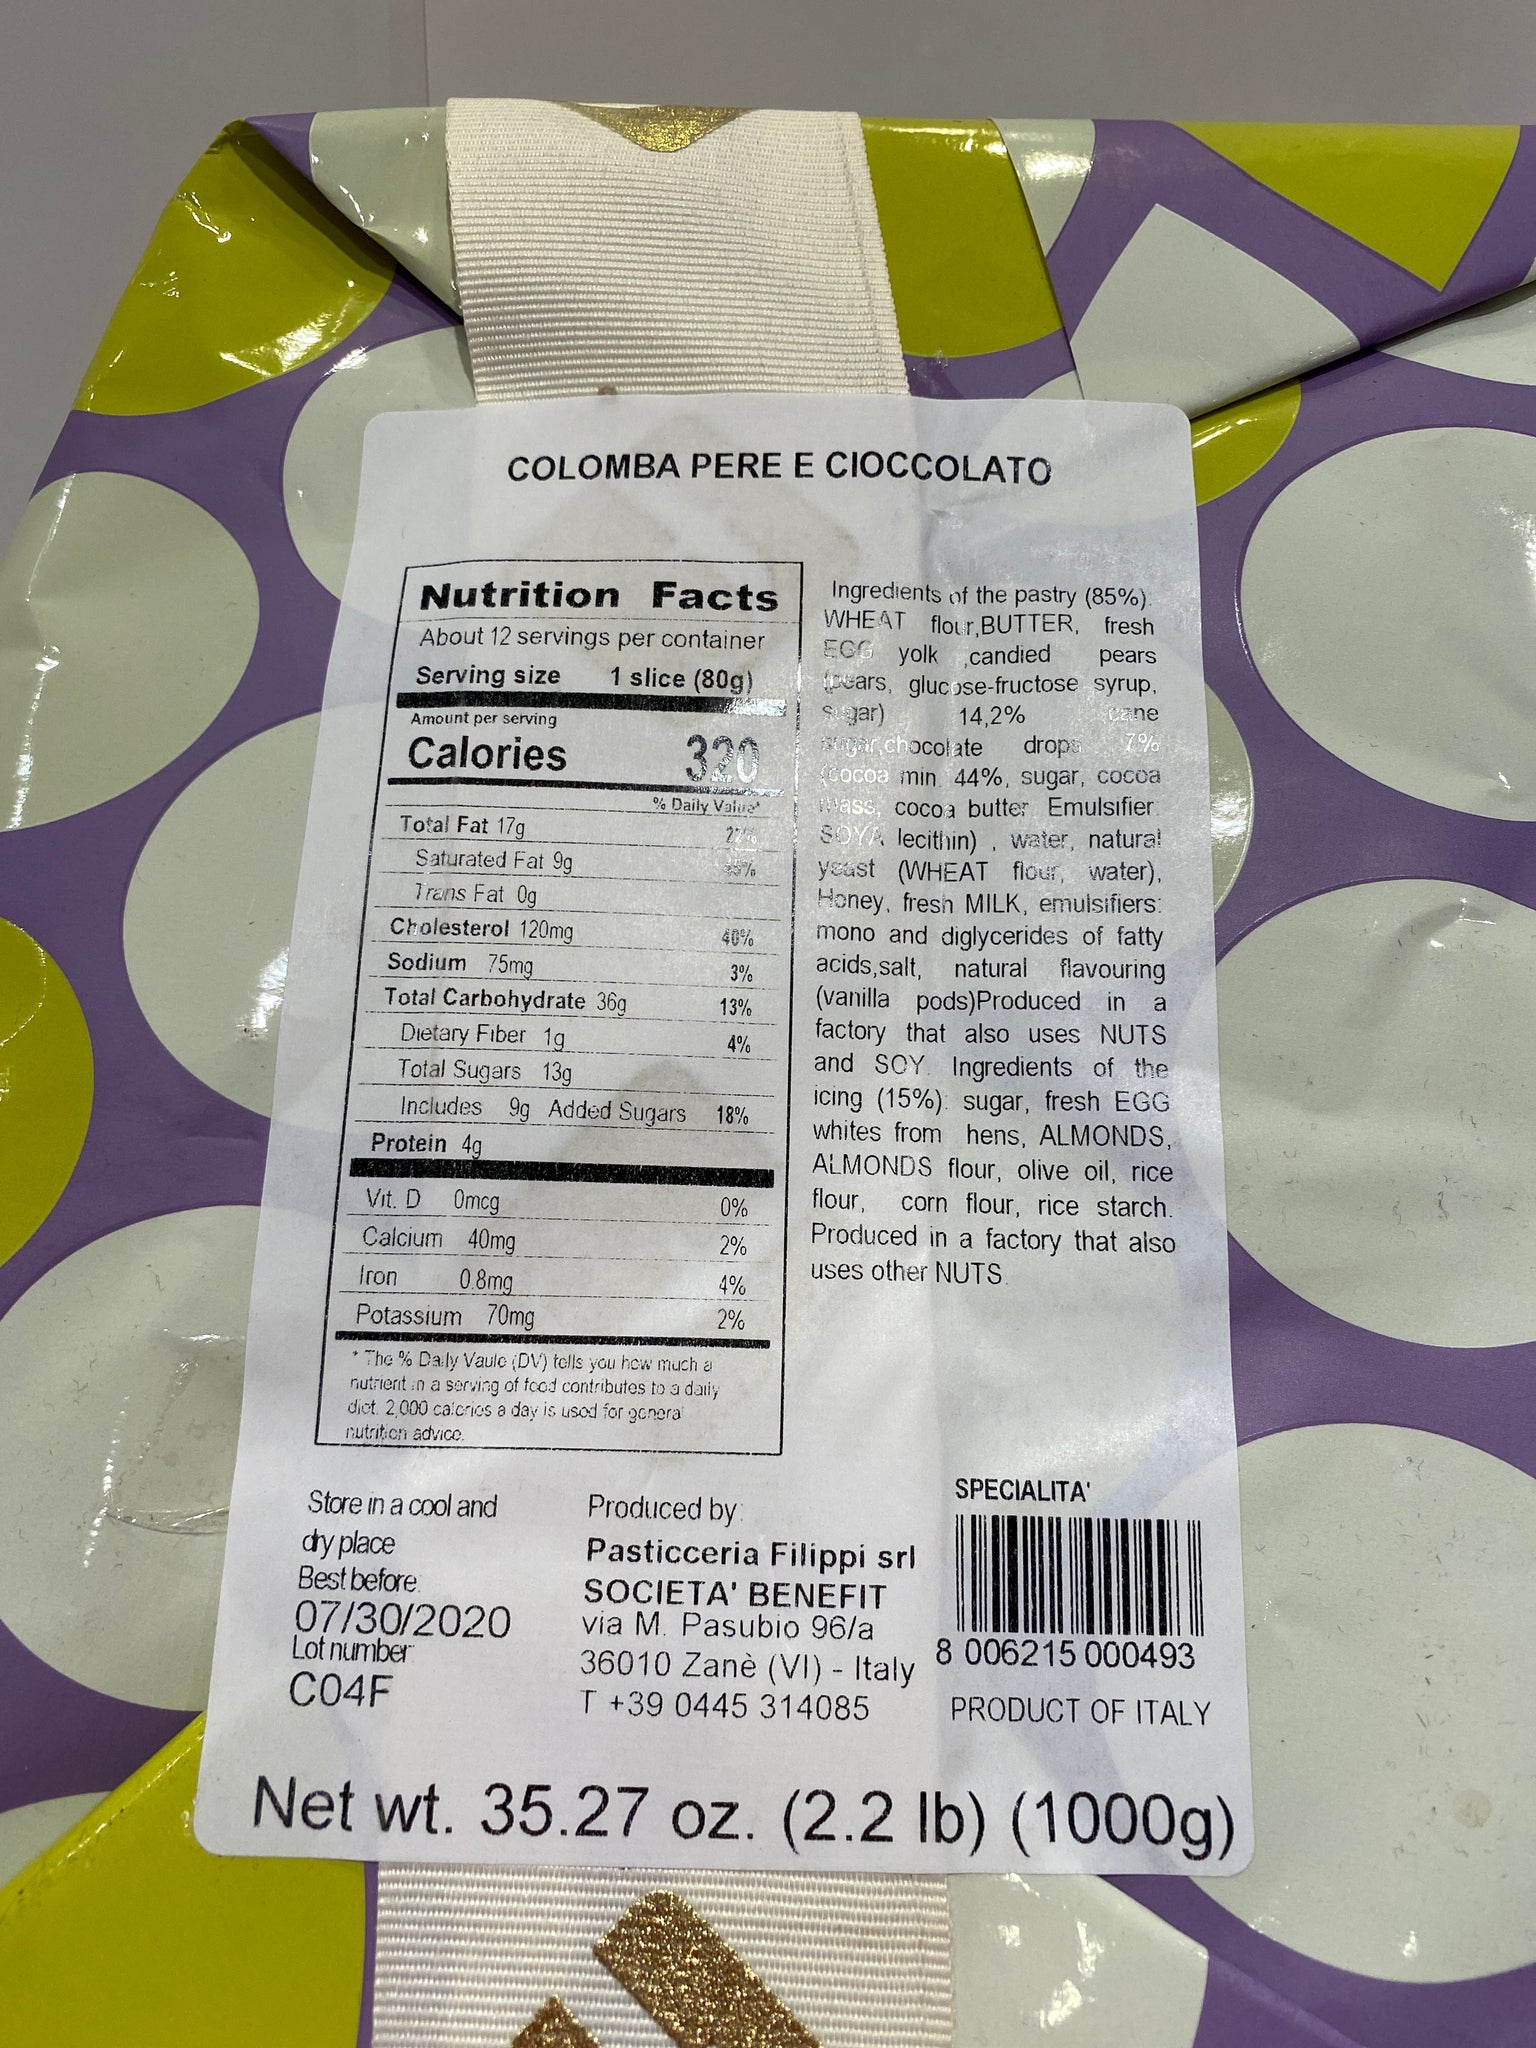 COLOMBA PERE E CIOCCOLATO
Nutrition Facts
About 12 servings per container
Serving size 1 slice (80g)
Amount per serving
Calories 320
% Daily Value*
Total Fat 17g 22%
Saturated Fat 9g
Trans Fat 0g
Cholesterol 120mg 40%
Sodium 75mg 3%
Total Carbohydrate 36g 13%
Dietary Fiber 1g 4%
Total Sugars 13g
Includes 9g Added Sugars 18%
Protein 4g
Vit. D 0mcg 0%
Calcium 40mg 2%
Iron 0.8mg 4%
Potassium 70mg 2%
* The % Daily Vaule (DV) tells you how much a
nutrient in a serving of food contributes to a daily
diet. 2,000 calories a day is used for general
nutrition advice.
Ingredients of the pastry (85%):
WHEAT flour,BUTTER, fresh
EGG yolk ,candied pears
(pears, glucose-fructose syrup,
sugar) 14,2% cane
sugar,chocolate drops 7%
(cocoa min. 44%, sugar, cocoa
mass, cocoa butter Emulsifier:
SOYA lecithin) , water, natural
yeast (WHEAT flour, water),
Honey, fresh MILK, emulsifiers:
mono and diglycerides of fatty
acids,salt, natural flavouring
(vanilla pods)Produced in a
factory that also uses NUTS
and SOY. Ingredients of the
icing (15%): sugar, fresh EGG
whites from hens, ALMONDS,
ALMONDS flour, olive oil, rice
flour, corn flour, rice starch.
Produced in a factory that also
uses other NUTS.
Store in a cool and
dry place
Best before:
07/30/2020
Lot number:
C04F
Produced by:
Pasticceria Filippi srl
SOCIETA' BENEFIT
via M. Pasubio 96/a
36010 Zanè (VI) - Italy
T +39 0445 314085
SPECIALITA'
8 006215 000493
PRODUCT OF ITALY
Net wt. 35.27 oz. (2.2 lb) (1000g)